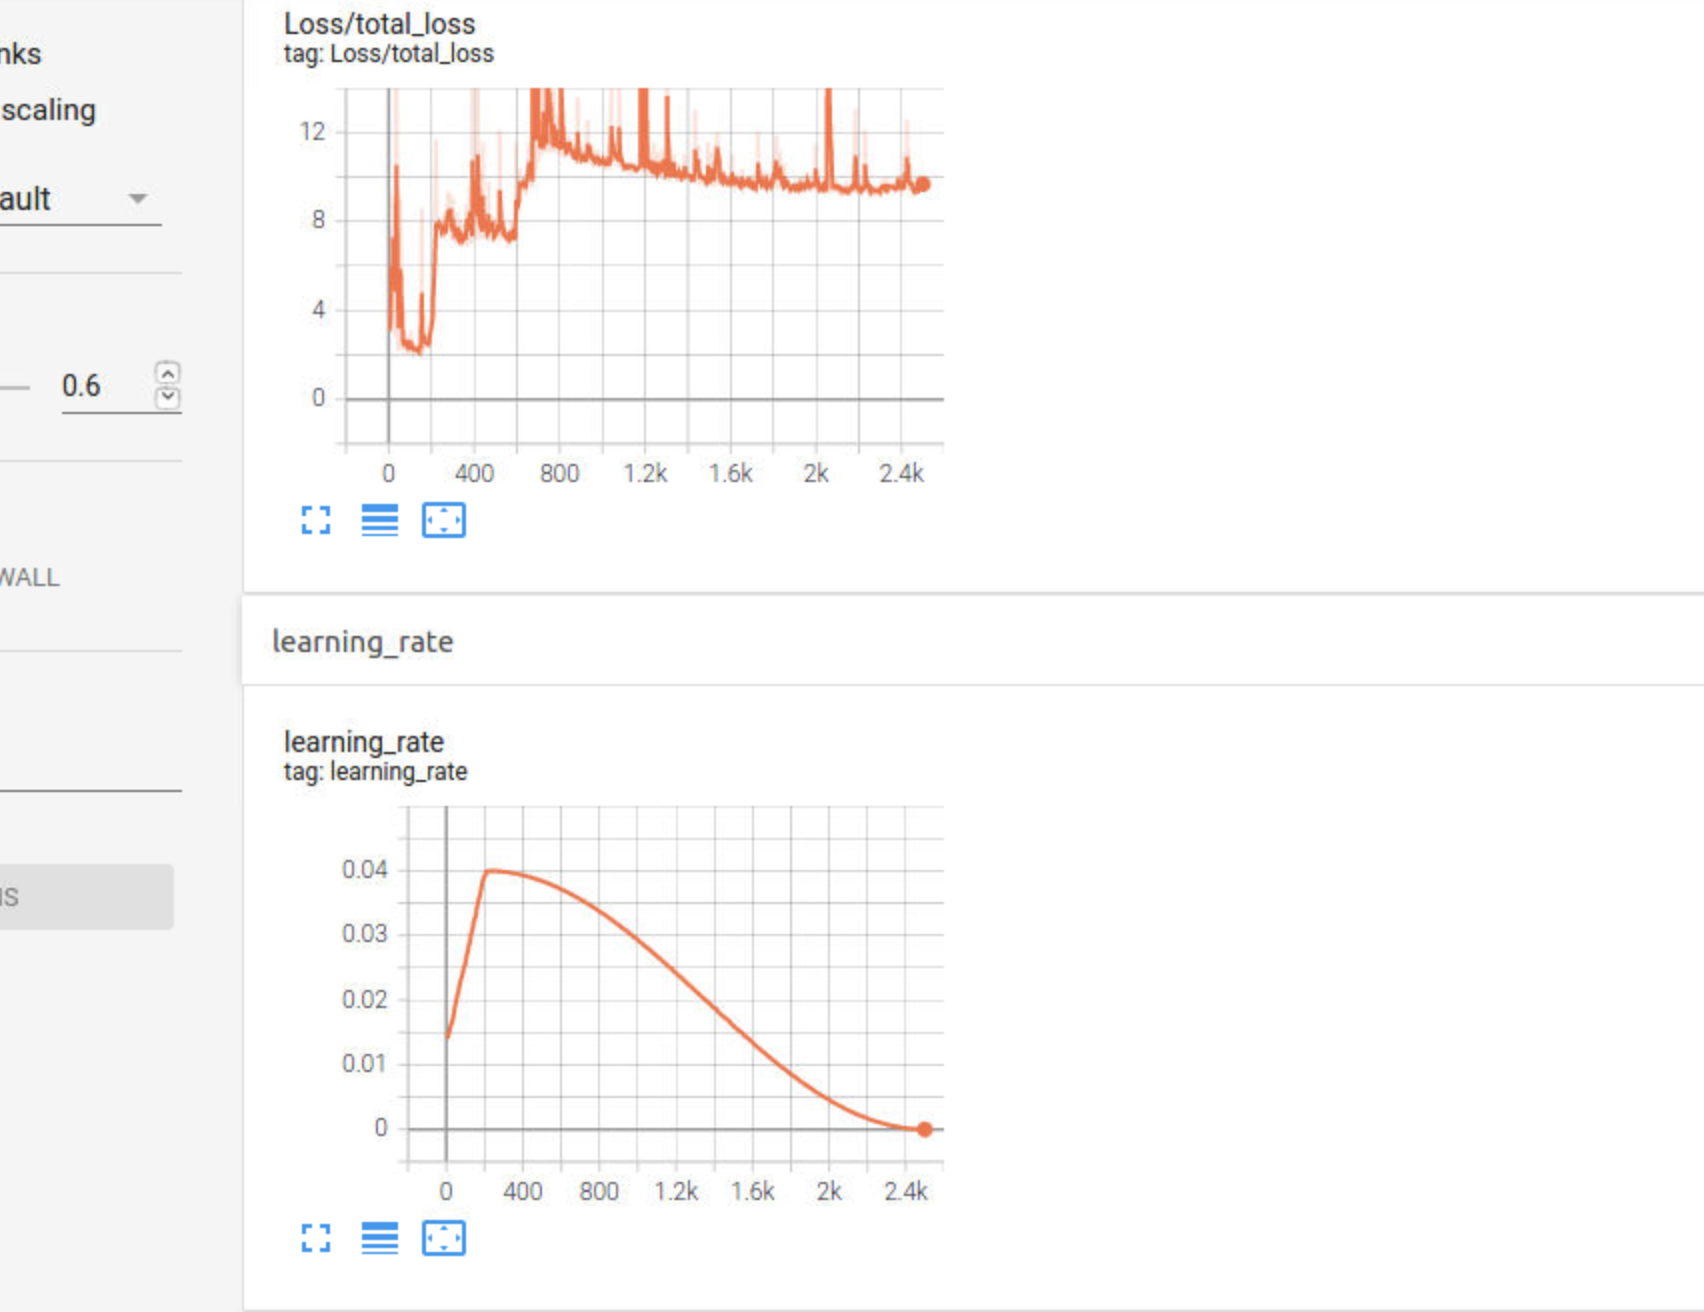 nks
scaling
ault
0.6
WALL
IS
Loss/total_loss
tag: Loss/total_loss
12
8
4
0
0 400 800 1.2k 1.6k 2k 2.4k
learning_rate
learning_rate
tag: learning_rate
0.04
0.03
0.02
0.01
0
0 400 800 1.2k 1.6k 2k 2.4k